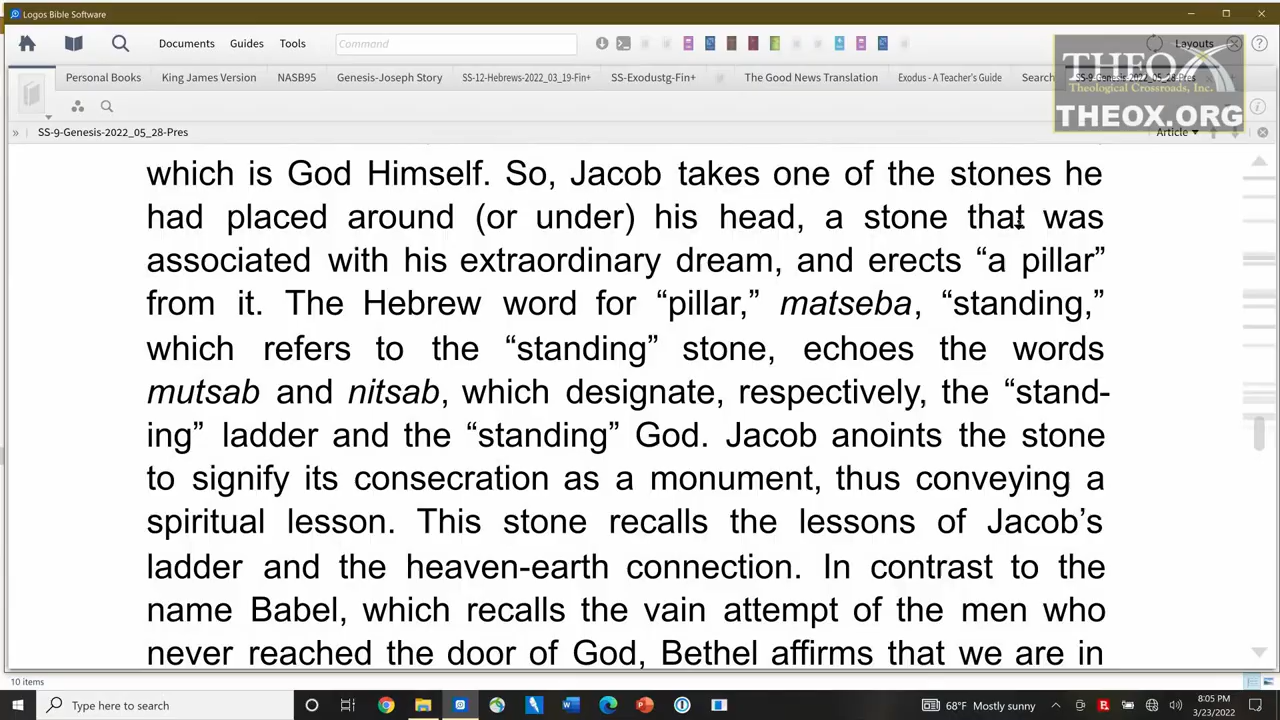 Logos Bible Software
Documents Guides Tools Command Layouts
THEOX
Theological Crossroads, Inc.
THEOX.ORG
Personal Books King James Version NASB95 Genesis-Joseph Story SS-12-Hebrews-2022_03_19-Fin+ SS-Exodustg-Fin+ The Good News Translation Exodus - A Teacher's Guide Search SS-9-Genesis-2022_05_28-Pres
SS-9-Genesis-2022_05_28-Pres Article
which is God Himself. So, Jacob takes one of the stones he
had placed around (or under) his head, a stone that was
associated with his extraordinary dream, and erects “a pillar”
from it. The Hebrew word for “pillar,” matseba, “standing,”
which refers to the “standing” stone, echoes the words
mutsab and nitsab, which designate, respectively, the “stand-
ing” ladder and the “standing” God. Jacob anoints the stone
to signify its consecration as a monument, thus conveying a
spiritual lesson. This stone recalls the lessons of Jacob’s
ladder and the heaven-earth connection. In contrast to the
name Babel, which recalls the vain attempt of the men who
never reached the door of God, Bethel affirms that we are in
10 items
Type here to search
68°F Mostly sunny
8:05 PM
3/23/2022